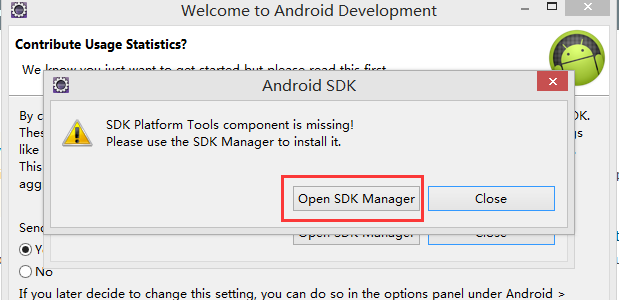 Welcome to Android Development
Contribute Usage Statistics?
We know you just want to get started but please read this first
Android SDK
By c
DK.
SDK Platform Tools component is missing!
Please use the SDK Manager to install it.
like
This
agg
Open SDK Manager
Close
Send
Open SDK Manager
Close
No
If you later decide to change this setting, you can do so in the options panel under Android >